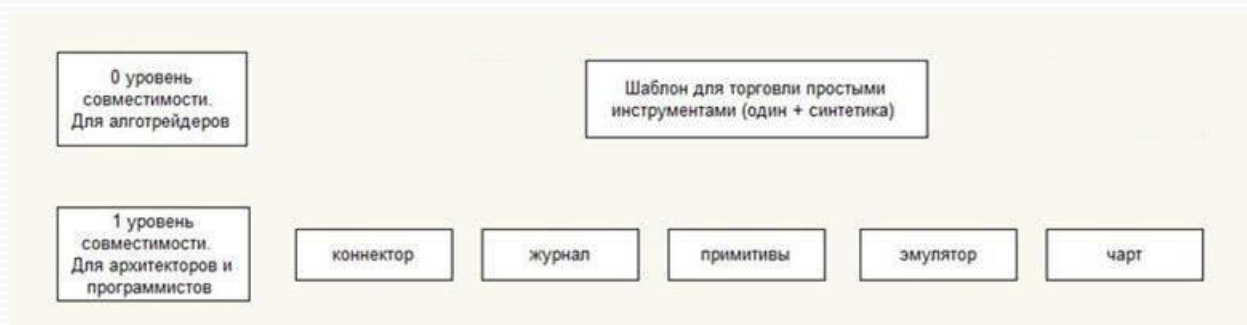 0 уровень
совместимости.
Для алготрейдеров
Шаблон для торговли простыми
инструментами (один + синтетика)
1 уровень
совместимости.
Для архитекторов и
программистов
коннектор
журнал
примитивы
эмулятор
чарт